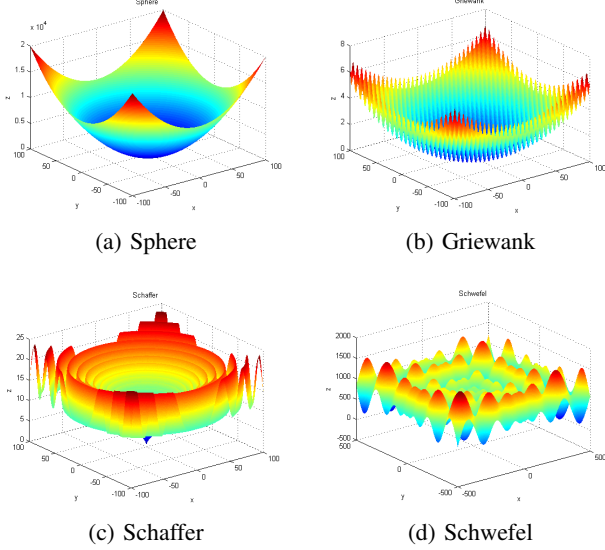 Sphere
x 10^4
2
1.5
1
0.5
0
z
100
50
0
-50
-100
y
-100
-50
0
50
100
x
(a) Sphere
Griewank
8
6
4
2
0
z
100
50
0
-50
-100
y
-100
-50
0
50
100
x
(b) Griewank
Schaffer
25
20
15
10
5
0
z
100
50
0
-50
-100
y
-100
-50
0
50
100
x
(c) Schaffer
Schwefel
2000
1500
1000
500
0
-500
z
500
0
-500
y
-500
0
500
x
(d) Schwefel